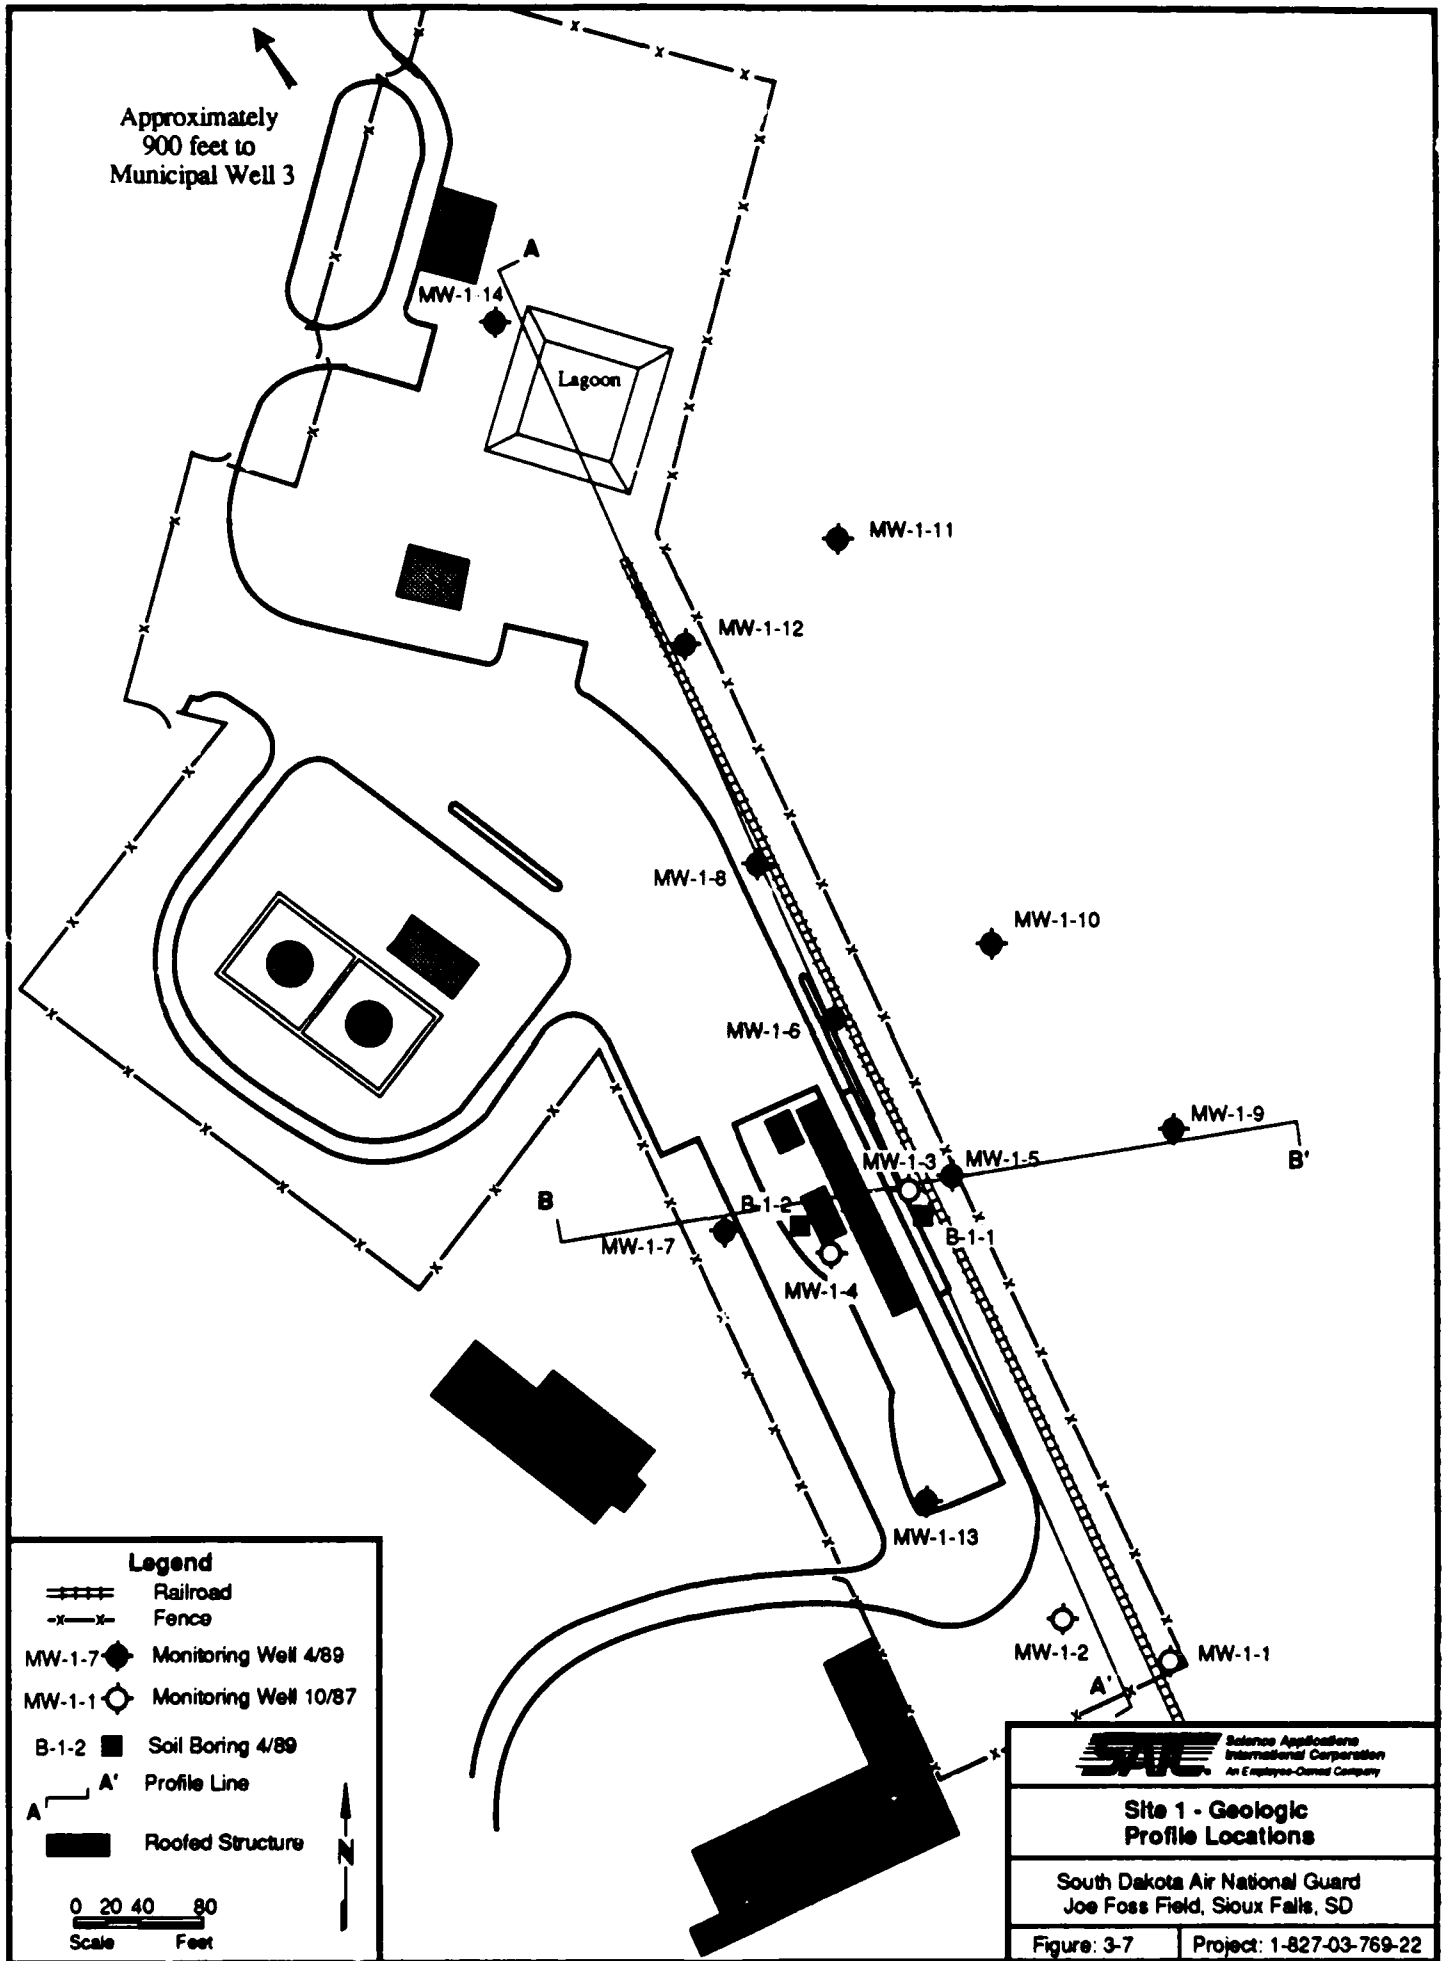 Approximately
900 feet to
Municipal Well 3
A
MW-1-14
Lagoon
MW-1-11
MW-1-12
MW-1-8
MW-1-10
MW-1-6
MW-1-9
MW-1-3
MW-1-5
B'
B
B-1-2
MW-1-7
B-1-1
MW-1-4
MW-1-13
MW-1-2
MW-1-1
A'
Legend
Railroad
Fence
MW-1-7 Monitoring Well 4/89
MW-1-1 Monitoring Well 10/87
B-1-2 Soil Boring 4/89
A A' Profile Line
Roofed Structure
N
0 20 40 80
Scale Feet
SAIC Science Applications
International Corporation
An Employee-Owned Company
Site 1 - Geologic
Profile Locations
South Dakota Air National Guard
Joe Foss Field, Sioux Falls, SD
Figure: 3-7 Project: 1-827-03-769-22